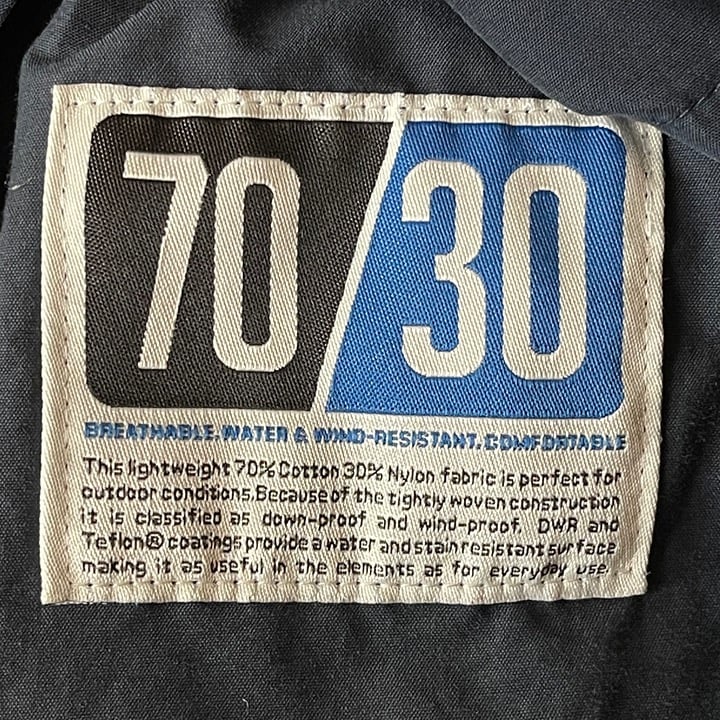 70/30
BREATHABLE. WATER & WIND-RESISTANT. COMFORTABLE
This lightweight 70% Cotton 30% Nylon fabric is perfect for
outdoor conditions. Because of the tightly woven construction
it is classified as down-proof and wind-proof. DWR and
Teflon® coatings provide a water and stain resistant surface
making it as useful in the elements as for everyday use.